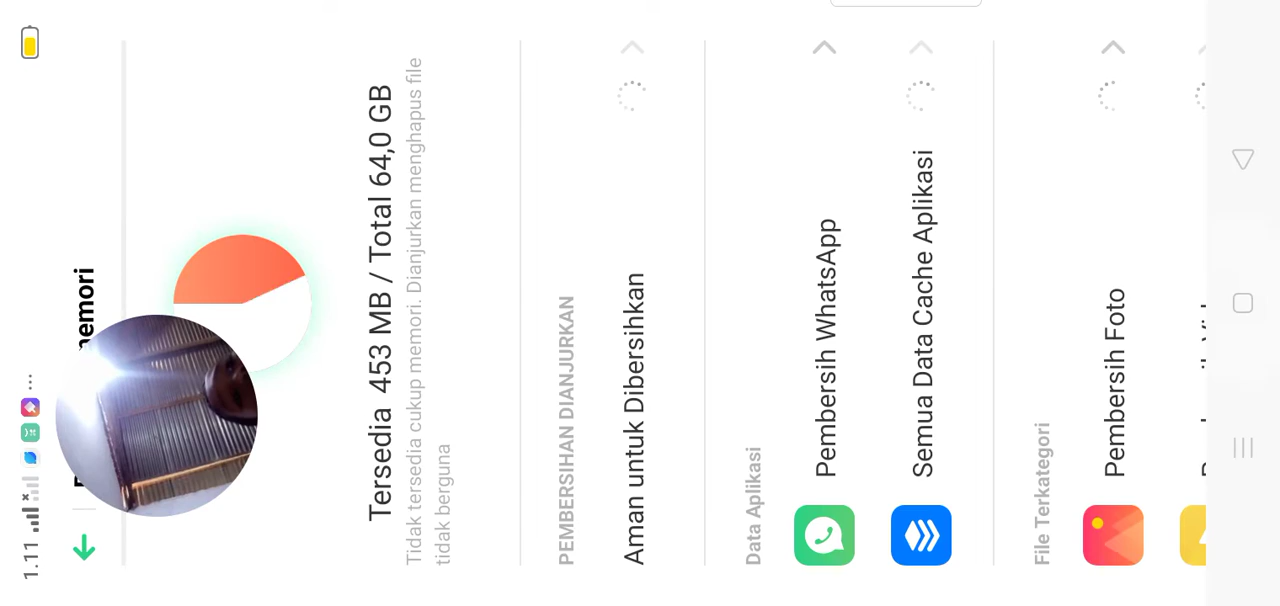 1.11
Tersedia 453 MB / Total 64,0 GB
Tidak tersedia cukup memori. Dianjurkan menghapus file
tidak berguna
PEMBERSIHAN DIANJURKAN
Aman untuk Dibersihkan
Data Aplikasi
Pembersih WhatsApp
Semua Data Cache Aplikasi
File Terkategori
Pembersih Foto